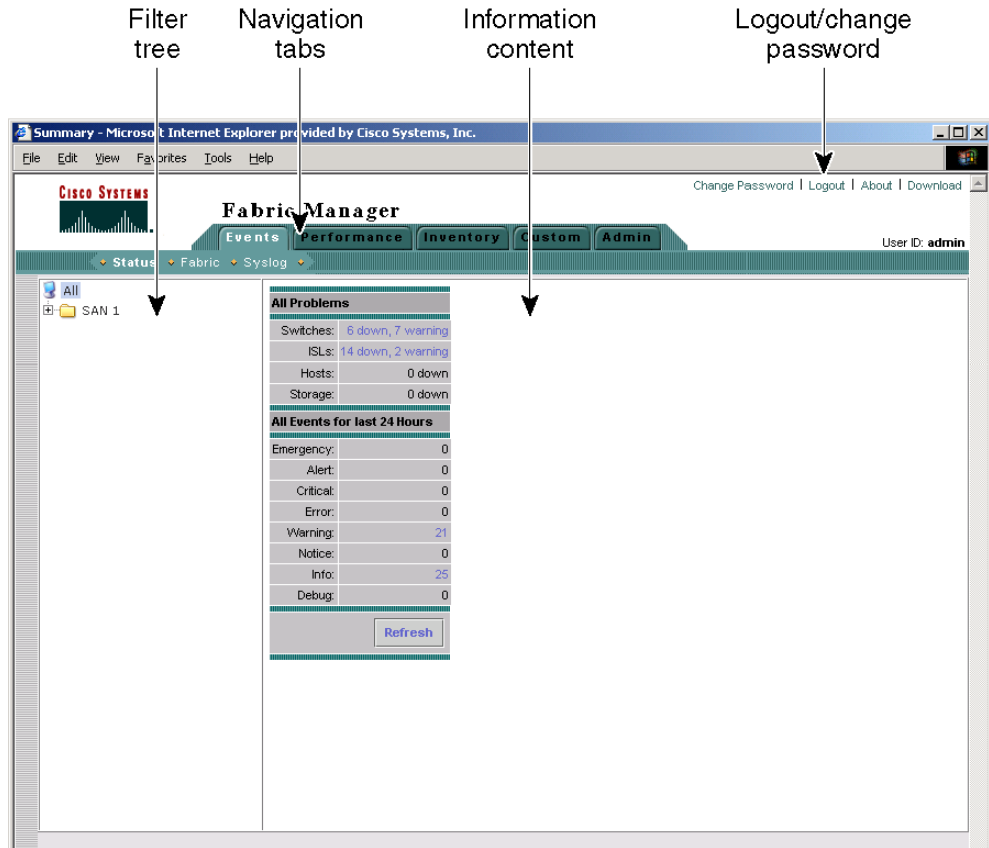 Filter tree
Navigation tabs
Information content
Logout/change password
Summary - Microsoft Internet Explorer provided by Cisco Systems, Inc.
File Edit View Favorites Tools Help
Change Password | Logout | About | Download
CISCO SYSTEMS
Fabric Manager
Events Performance Inventory Custom Admin
User ID: admin
Status Fabric Syslog
All
SAN 1
All Problems
Switches: 6 down, 7 warning
ISLs: 14 down, 2 warning
Hosts: 0 down
Storage: 0 down
All Events for last 24 Hours
Emergency: 0
Alert: 0
Critical: 0
Error: 0
Warning: 21
Notice: 0
Info: 25
Debug: 0
Refresh